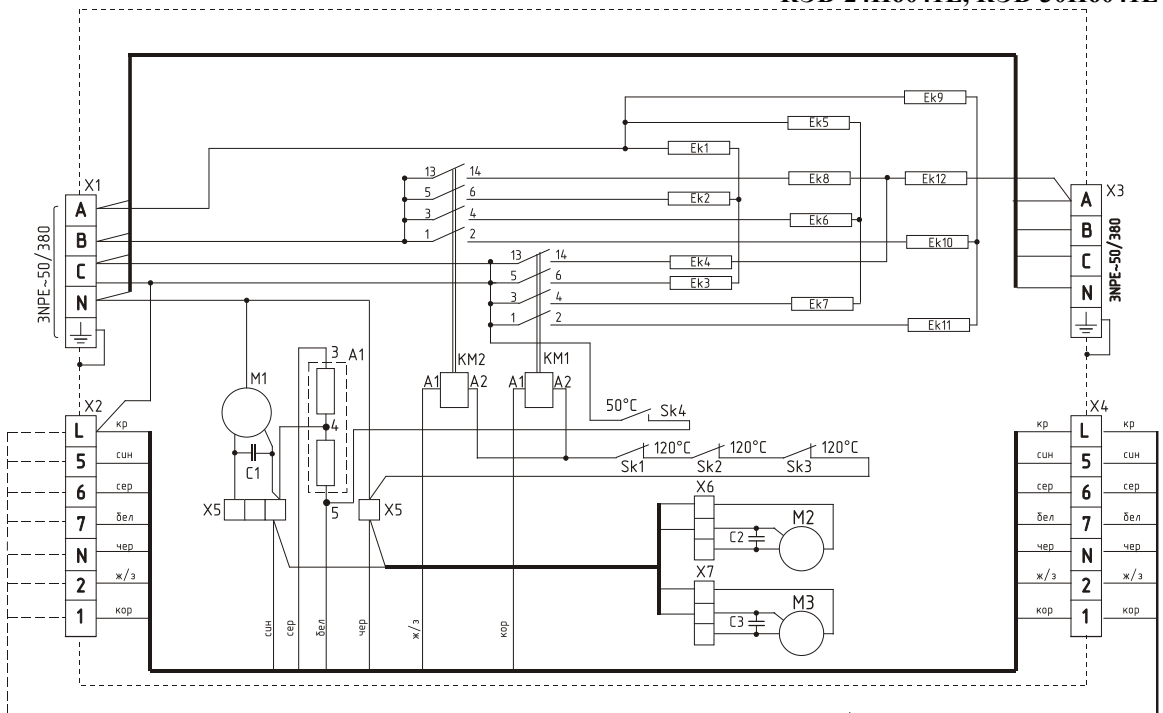 Ek9
Ek5
Ek1
X1
13 14 Ek8 Ek12 X3
5 6 Ek2
A A
3 4 Ek6
B 1 2 Ek10 B
C 13 14 Ek4 C
5 6 Ek3
N 3 4 Ek7 N
1 2 Ek11
3NPE~50/380
3NPE~50/380
3 A1 KM2 KM1
M1 A1 A2 A1 A2
50°C Sk4
X2 X4
L кр 4 кр L кр
120°C 120°C 120°C
5 син C1 Sk1 Sk2 Sk3 син 5 син
6 сер X6 сер 6 сер
X5 5 X5
7 бел M2 бел 7 бел
C2
N чер чер N чер
X7
2 ж/з ж/з 2 ж/з
M3
1 кор C3 кор 1 кор
син сер бел чер ж/з кор